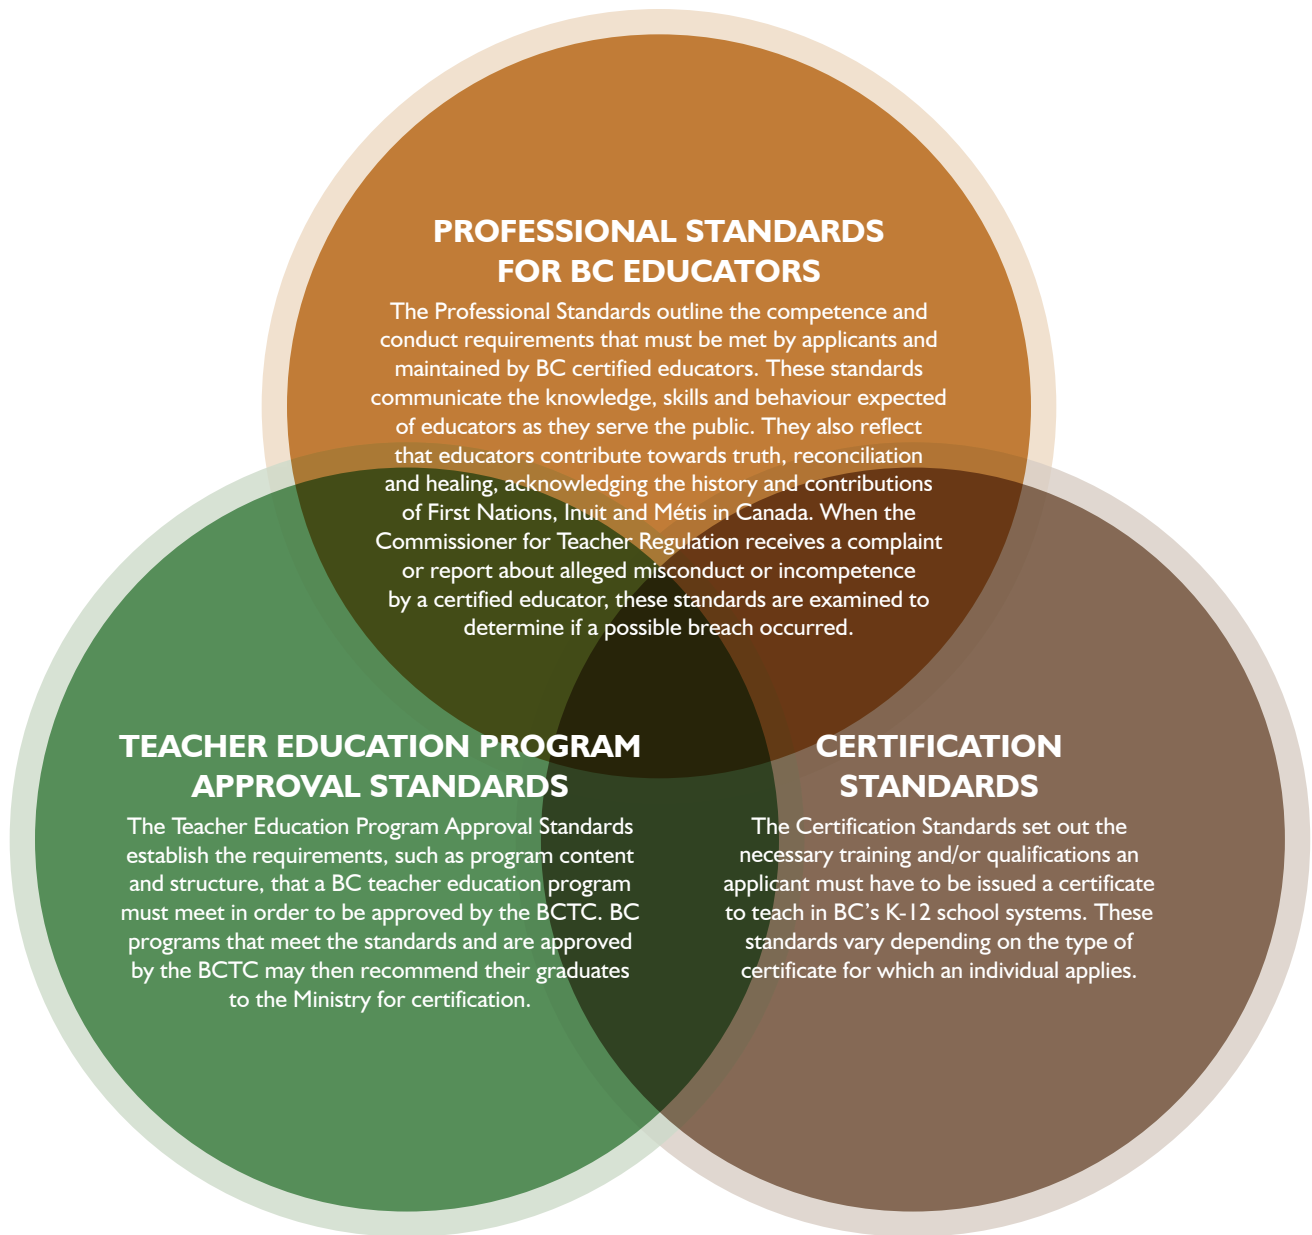 PROFESSIONAL STANDARDS
FOR BC EDUCATORS
The Professional Standards outline the competence and
conduct requirements that must be met by applicants and
maintained by BC certified educators. These standards
communicate the knowledge, skills and behaviour expected
of educators as they serve the public. They also reflect
that educators contribute towards truth, reconciliation
and healing, acknowledging the history and contributions
of First Nations, Inuit and Métis in Canada. When the
Commissioner for Teacher Regulation receives a complaint
or report about alleged misconduct or incompetence
by a certified educator, these standards are examined to
determine if a possible breach occurred.
TEACHER EDUCATION PROGRAM
APPROVAL STANDARDS
The Teacher Education Program Approval Standards
establish the requirements, such as program content
and structure, that a BC teacher education program
must meet in order to be approved by the BCTC. BC
programs that meet the standards and are approved
by the BCTC may then recommend their graduates
to the Ministry for certification.
CERTIFICATION
STANDARDS
The Certification Standards set out the
necessary training and/or qualifications an
applicant must have to be issued a certificate
to teach in BC’s K-12 school systems. These
standards vary depending on the type of
certificate for which an individual applies.